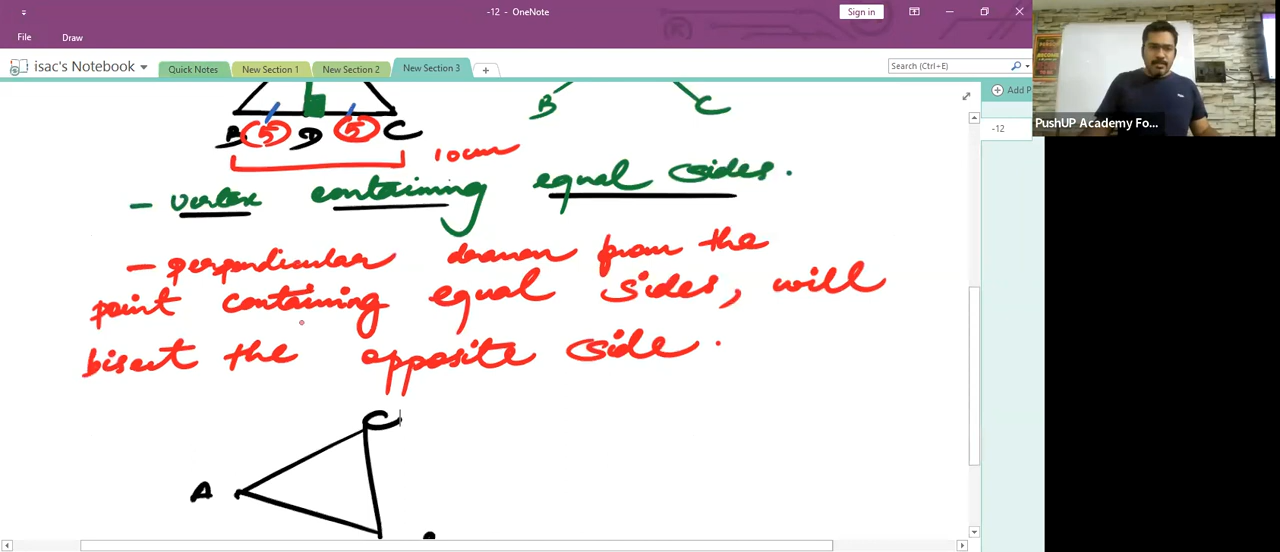 -12 - OneNote
Sign in
File Draw
isac's Notebook Quick Notes New Section 1 New Section 2 New Section 3 +
Search (Ctrl+E)
Add P
-12
PushUP Academy Fo...
B C
B 5 D 5 C
10cm
- vertex containing equal sides.
- perpendicular drawn from the
point containing equal sides, will
bisect the opposite side.
C
A